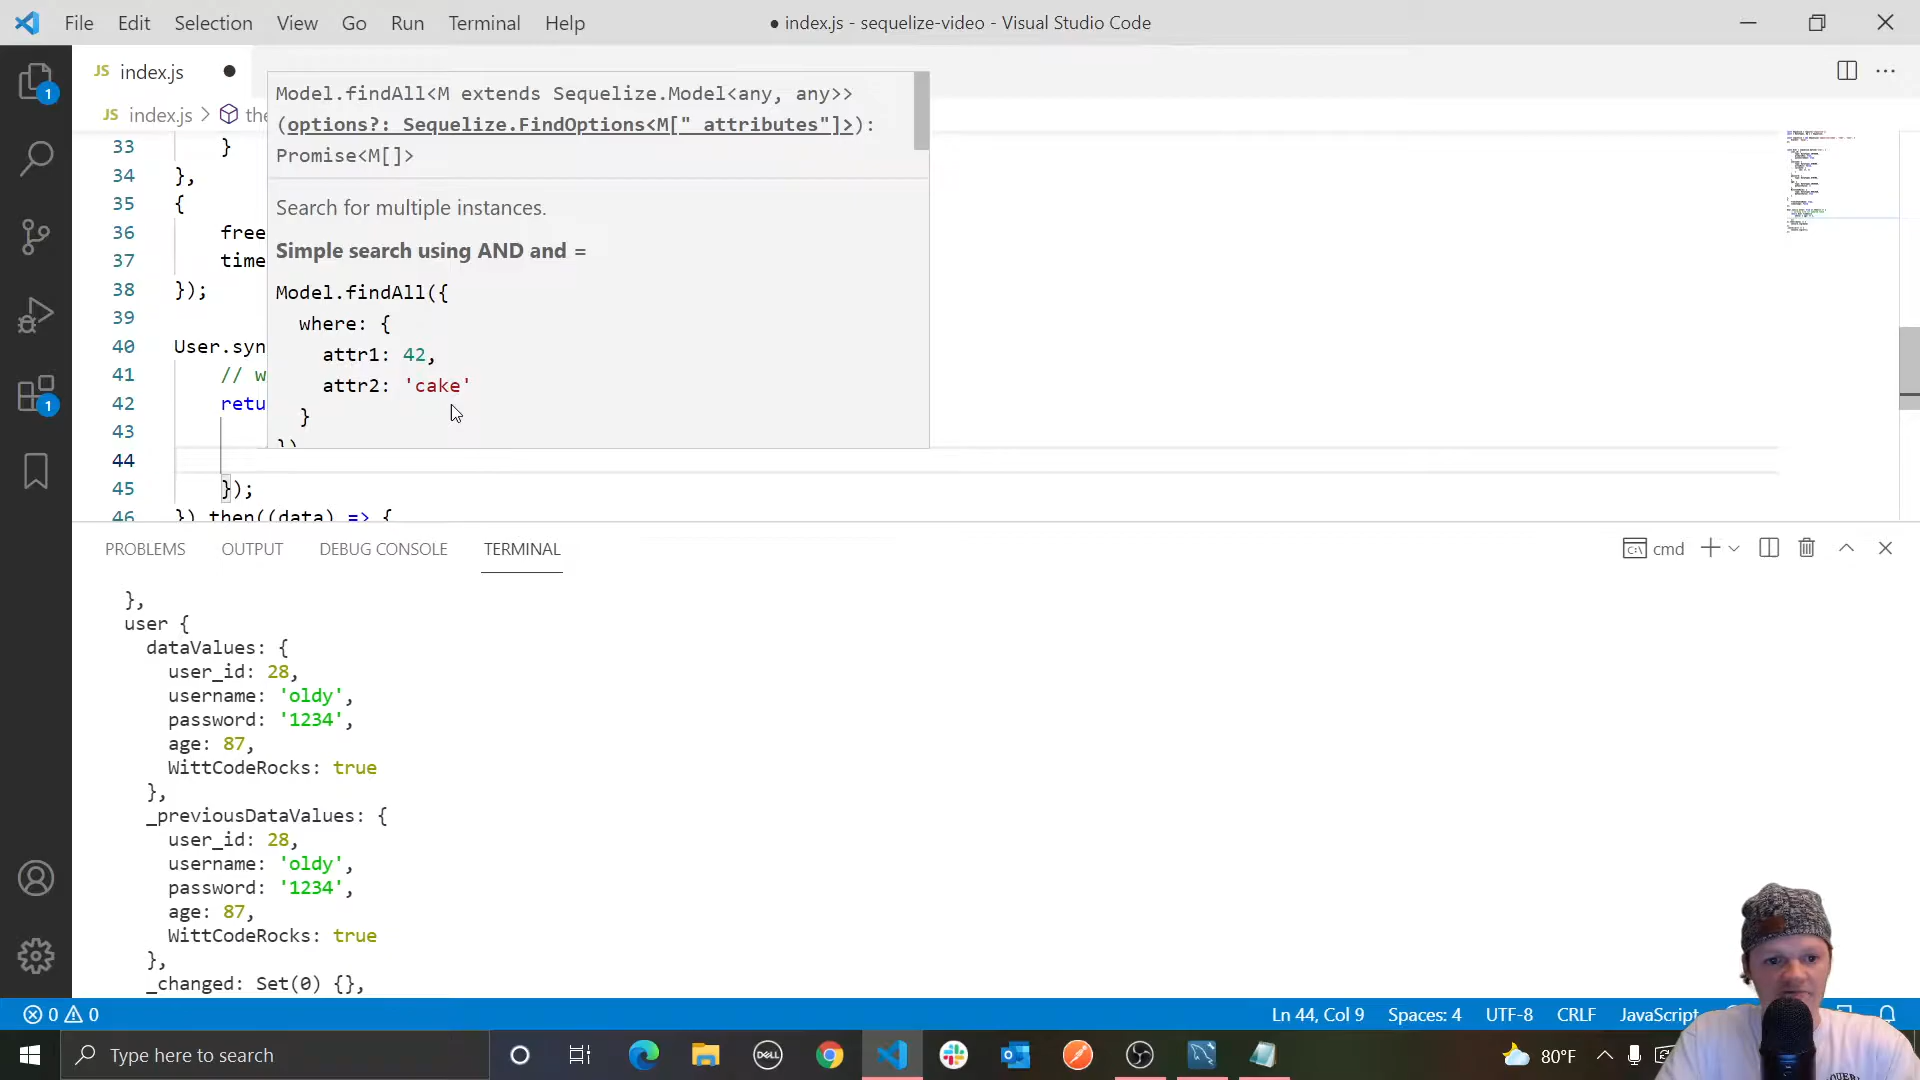 File Edit Selection View Go Run Terminal Help
● index.js - sequelize-video - Visual Studio Code
JS index.js ●
JS index.js > the
Model.findAll<M extends Sequelize.Model<any, any>>
(options?: Sequelize.FindOptions<M["_attributes"]>):
Promise<M[]>
Search for multiple instances.
Simple search using AND and =
Model.findAll({
where: {
attr1: 42,
attr2: 'cake'
}
})
33 }
34 },
35 {
36 free
37 time
38 });
39
40 User.syn
41 // w
42 retu
43
44
45 });
46 }).then((data) => {
PROBLEMS OUTPUT DEBUG CONSOLE TERMINAL
cmd
},
user {
dataValues: {
user_id: 28,
username: 'oldy',
password: '1234',
age: 87,
WittCodeRocks: true
},
_previousDataValues: {
user_id: 28,
username: 'oldy',
password: '1234',
age: 87,
WittCodeRocks: true
},
_changed: Set(0) {},
0 0
Ln 44, Col 9 Spaces: 4 UTF-8 CRLF JavaScript
Type here to search
DELL
80°F
1
1